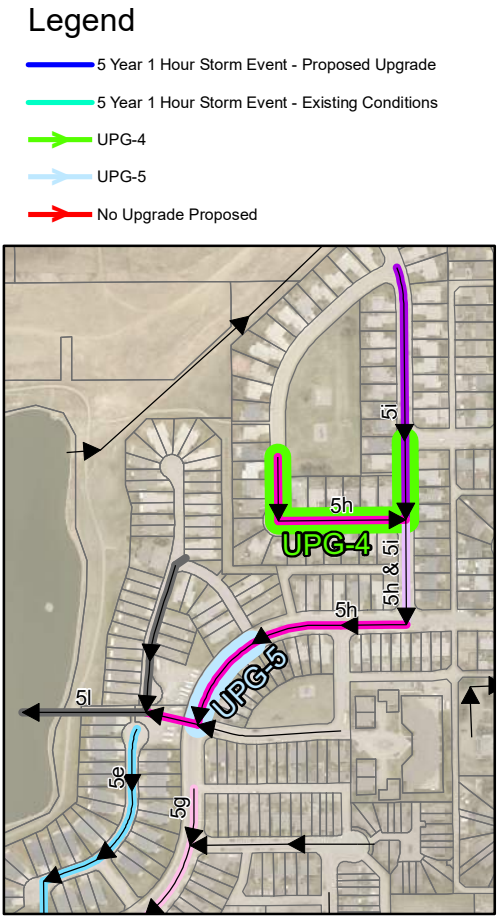 Legend
5 Year 1 Hour Storm Event - Proposed Upgrade
5 Year 1 Hour Storm Event - Existing Conditions
UPG-4
UPG-5
No Upgrade Proposed
5i
5h
UPG-4
5h & 5i
5h
UPG-5
5l
5e
5g